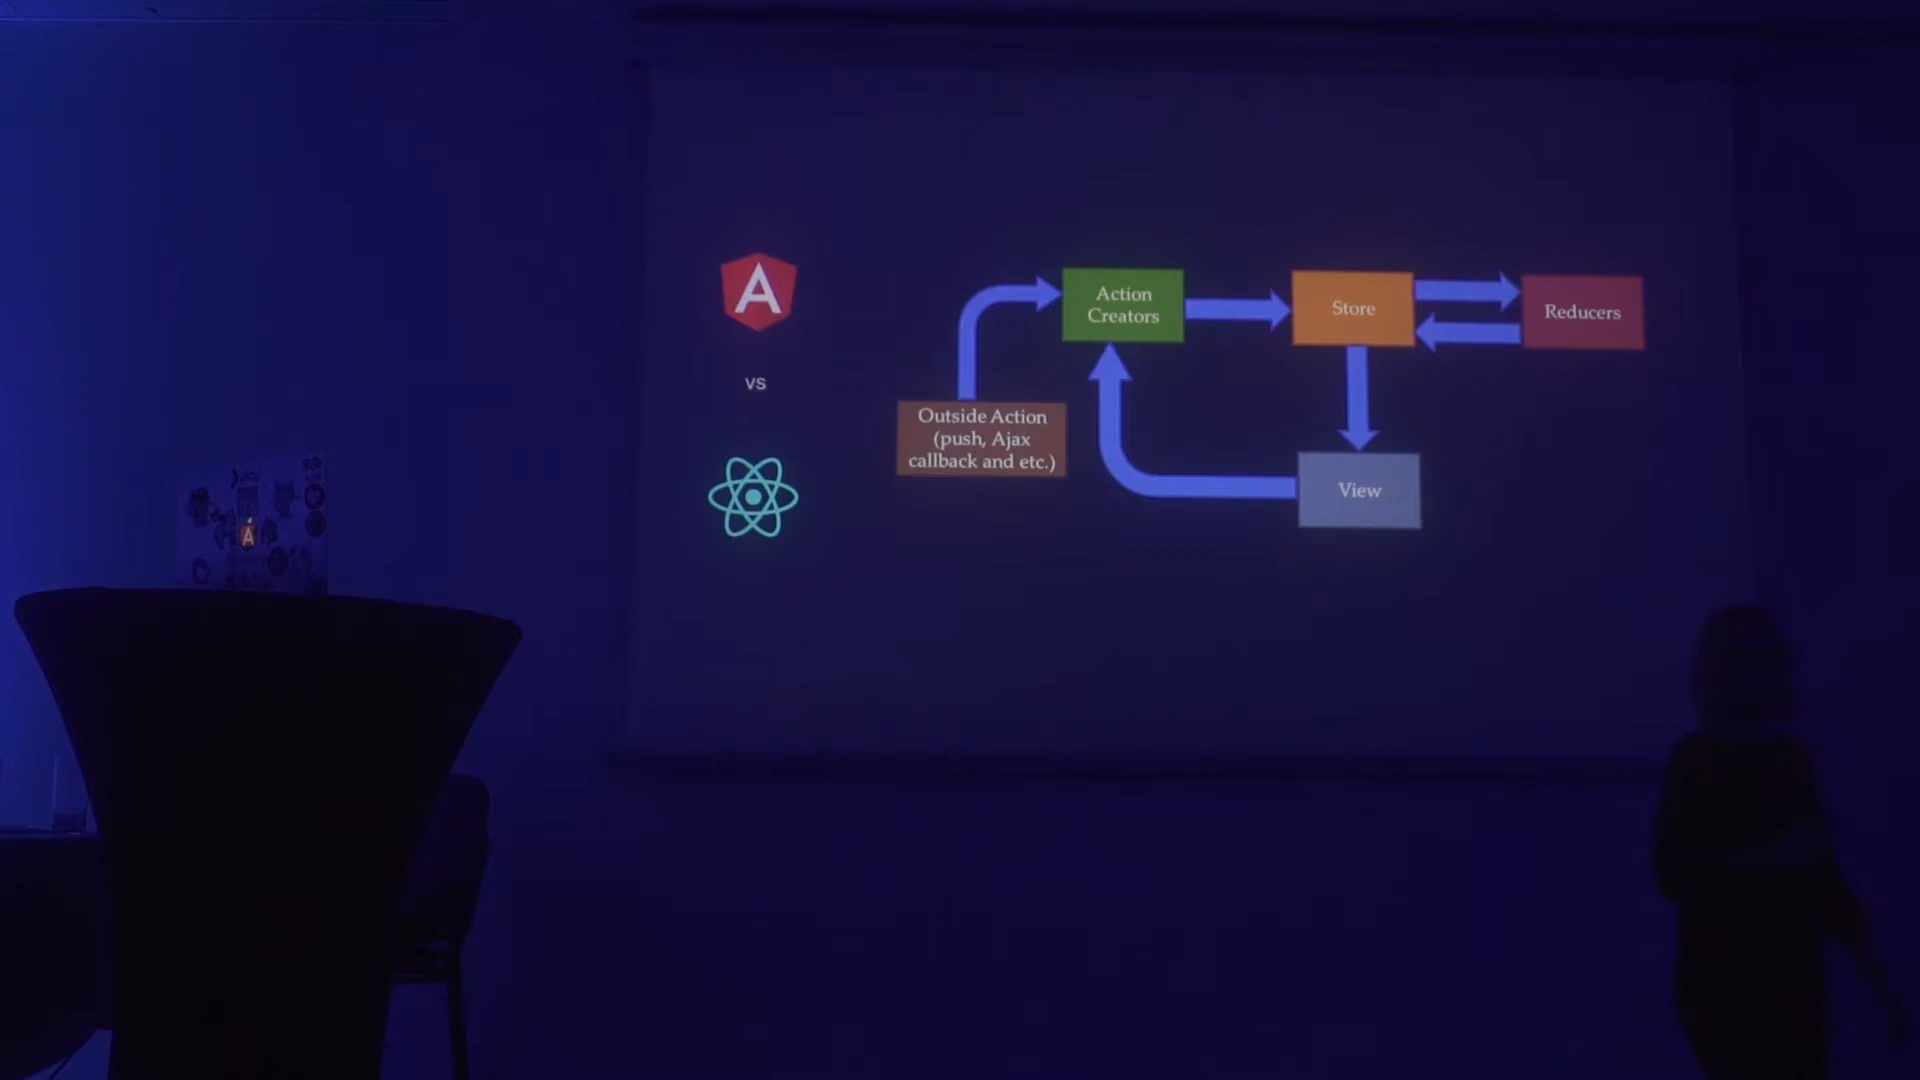 A
vs
Action
Creators
Store
Reducers
Outside Action
(push, Ajax
callback and etc.)
View